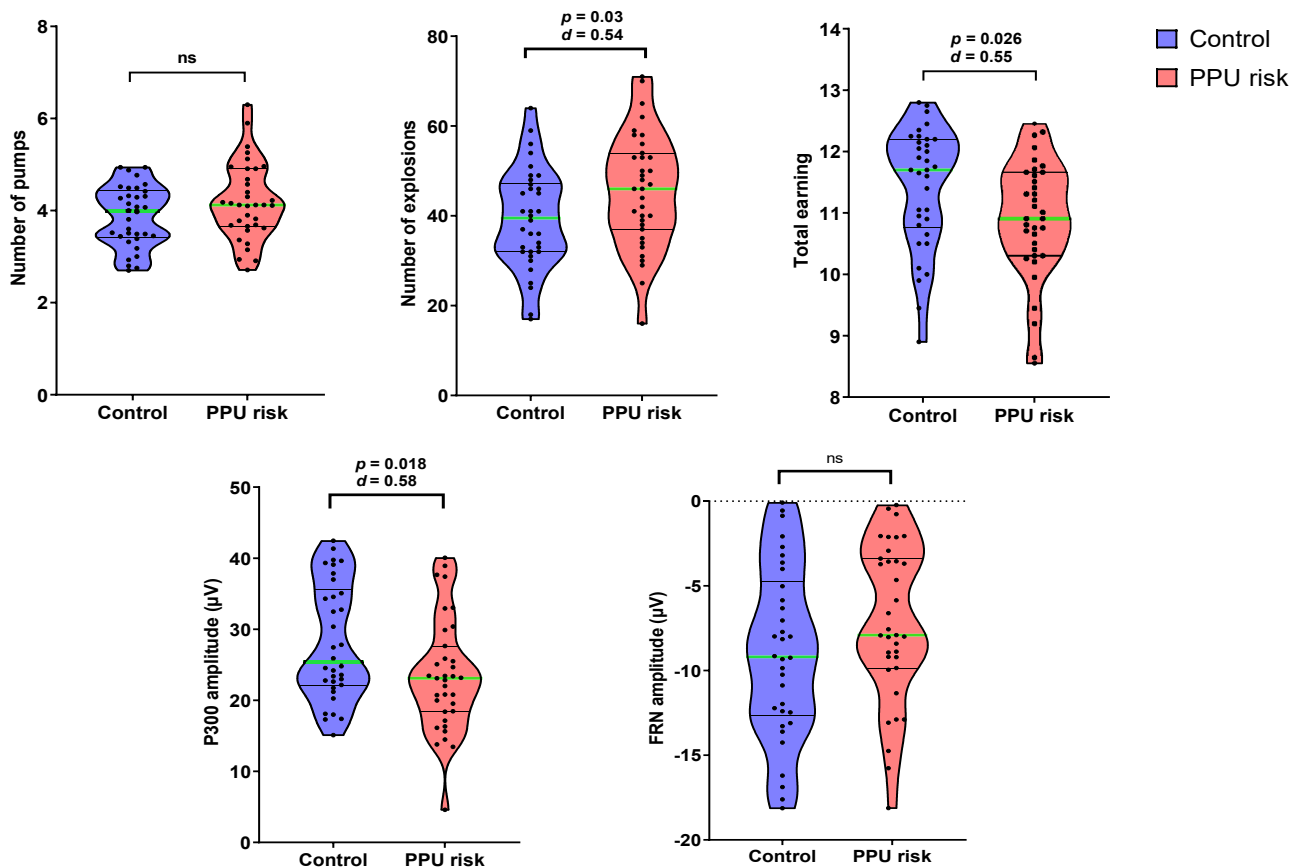 Control
PPU risk
Number of pumps
8
6
4
2
0
ns
Control
PPU risk
Number of explosions
80
60
40
20
0
p = 0.03
d = 0.54
Control
PPU risk
Total earning
14
13
12
11
10
9
8
p = 0.026
d = 0.55
Control
PPU risk
P300 amplitude (µV)
50
40
30
20
10
0
p = 0.018
d = 0.58
Control
PPU risk
FRN amplitude (µV)
0
-5
-10
-15
-20
ns
Control
PPU risk